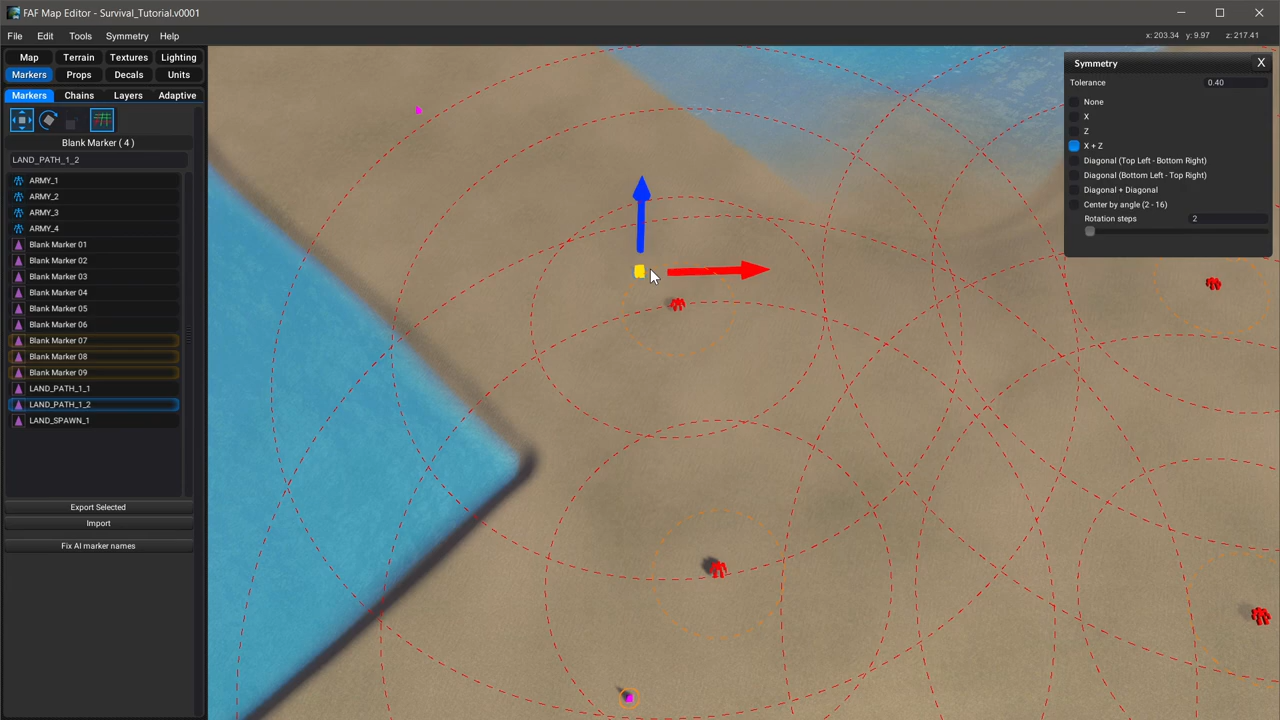 FAF Map Editor - Survival_Tutorial.v0001
File Edit Tools Symmetry Help
x: 203.34 y: 9.97 z: 217.41
Map Terrain Textures Lighting
Markers Props Decals Units
Markers Chains Layers Adaptive
Blank Marker ( 4 )
LAND_PATH_1_2
ARMY_1
ARMY_2
ARMY_3
ARMY_4
Blank Marker 01
Blank Marker 02
Blank Marker 03
Blank Marker 04
Blank Marker 05
Blank Marker 06
Blank Marker 07
Blank Marker 08
Blank Marker 09
LAND_PATH_1_1
LAND_PATH_1_2
LAND_SPAWN_1
Export Selected
Import
Fix AI marker names
Symmetry X
Tolerance 0.40
None
X
Z
X + Z
Diagonal (Top Left - Bottom Right)
Diagonal (Bottom Left - Top Right)
Diagonal + Diagonal
Center by angle (2 - 16)
Rotation steps 2